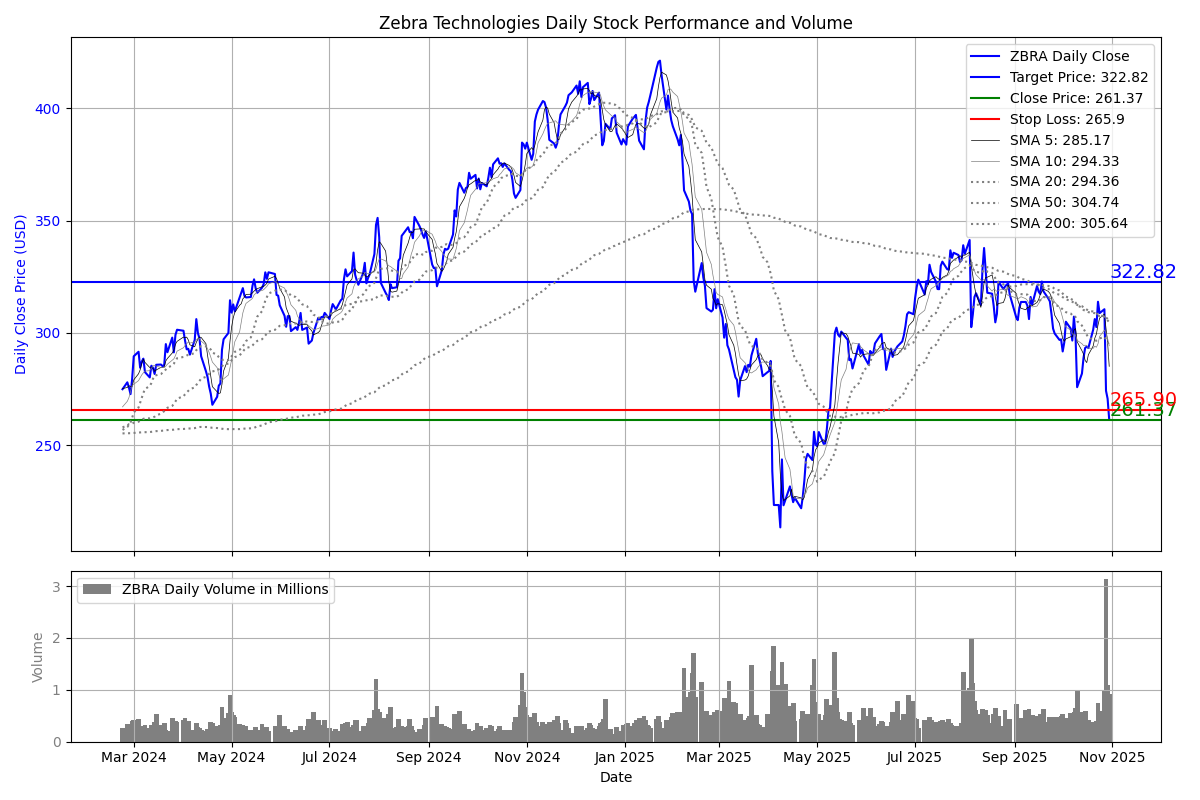 Zebra Technologies Daily Stock Performance and Volume
Daily Close Price (USD)
400
350
300
250
ZBRA Daily Close
Target Price: 322.82
Close Price: 261.37
Stop Loss: 265.9
SMA 5: 285.17
SMA 10: 294.33
SMA 20: 294.36
SMA 50: 304.74
SMA 200: 305.64
322.82
265.90
261.37
Volume
3
2
1
0
ZBRA Daily Volume in Millions
Mar 2024 May 2024 Jul 2024 Sep 2024 Nov 2024 Jan 2025 Mar 2025 May 2025 Jul 2025 Sep 2025 Nov 2025
Date